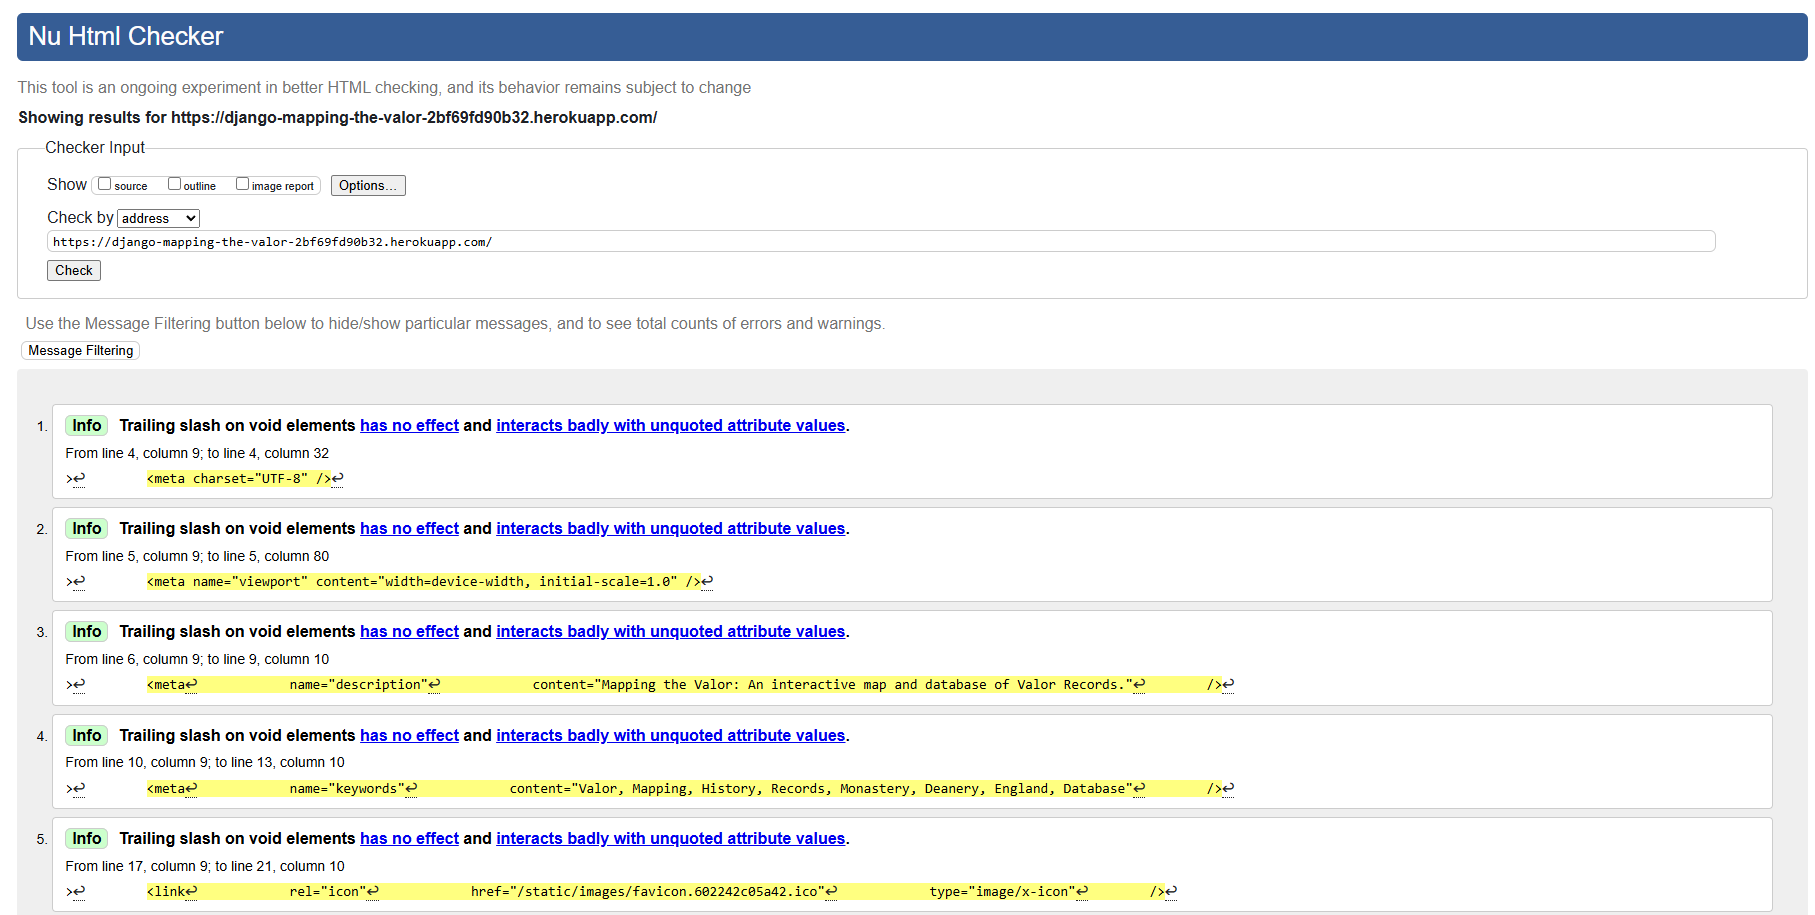 Nu Html Checker
This tool is an ongoing experiment in better HTML checking, and its behavior remains subject to change
Showing results for https://django-mapping-the-valor-2bf69fd90b32.herokuapp.com/
Checker Input
Show source outline image report Options...
Check by address
https://django-mapping-the-valor-2bf69fd90b32.herokuapp.com/
Check
Use the Message Filtering button below to hide/show particular messages, and to see total counts of errors and warnings.
Message Filtering
1. Info Trailing slash on void elements has no effect and interacts badly with unquoted attribute values.
From line 4, column 9; to line 4, column 32
>↩ <meta charset="UTF-8" />↩
2. Info Trailing slash on void elements has no effect and interacts badly with unquoted attribute values.
From line 5, column 9; to line 5, column 80
>↩ <meta name="viewport" content="width=device-width, initial-scale=1.0" />↩
3. Info Trailing slash on void elements has no effect and interacts badly with unquoted attribute values.
From line 6, column 9; to line 9, column 10
>↩ <meta↩ name="description"↩ content="Mapping the Valor: An interactive map and database of Valor Records."↩ />↩
4. Info Trailing slash on void elements has no effect and interacts badly with unquoted attribute values.
From line 10, column 9; to line 13, column 10
>↩ <meta↩ name="keywords"↩ content="Valor, Mapping, History, Records, Monastery, Deanery, England, Database"↩ />↩
5. Info Trailing slash on void elements has no effect and interacts badly with unquoted attribute values.
From line 17, column 9; to line 21, column 10
>↩ <link↩ rel="icon"↩ href="/static/images/favicon.602242c05a42.ico"↩ type="image/x-icon"↩ />↩